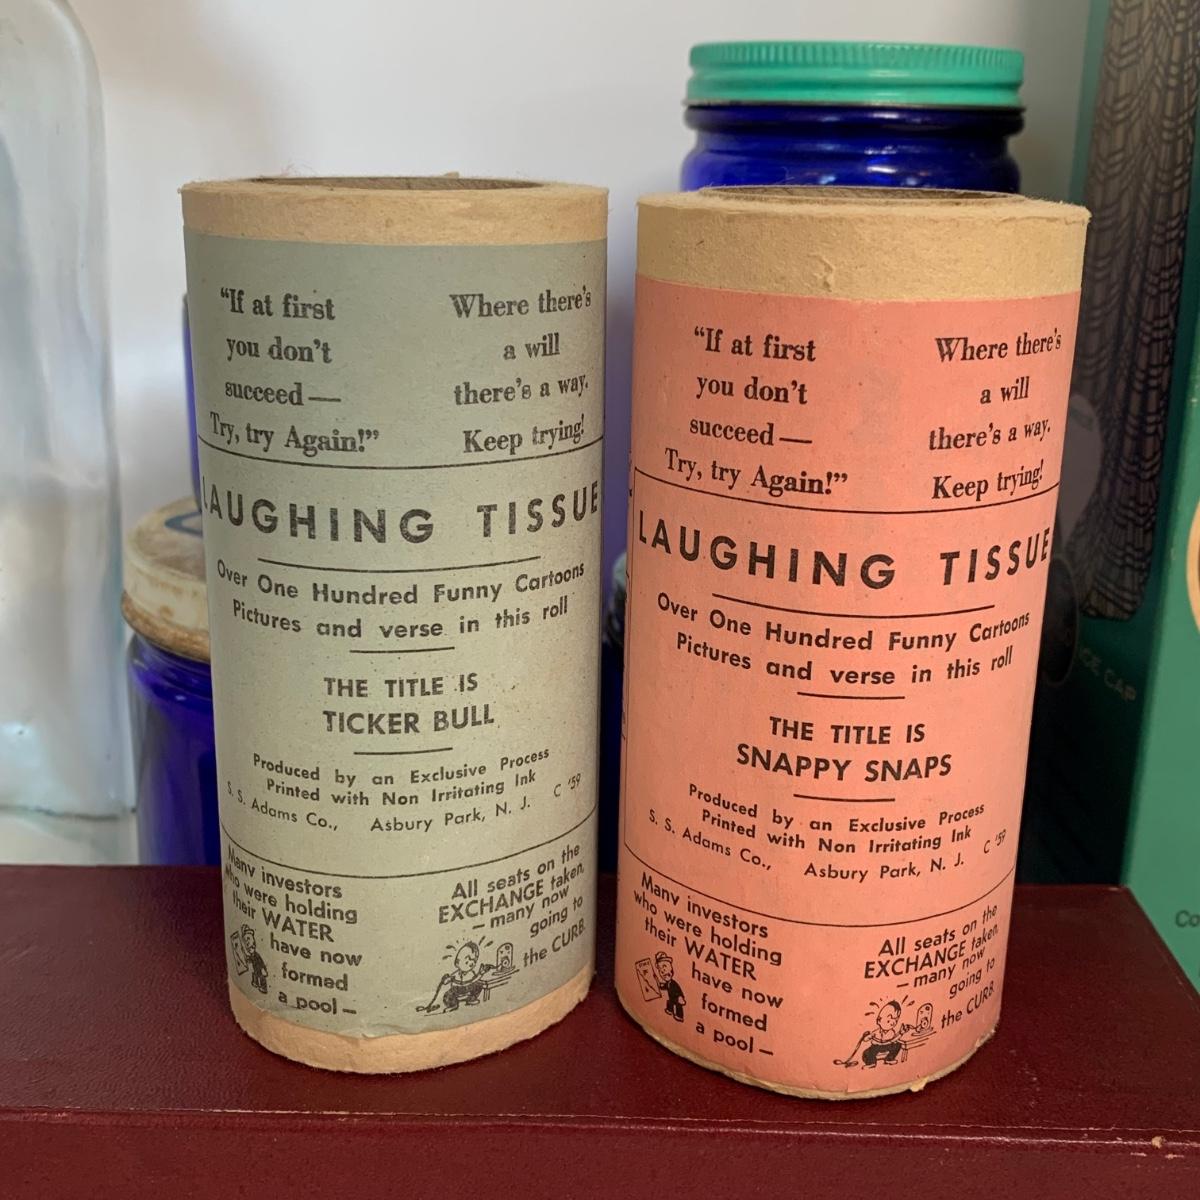 "If at first
you don't
succeed —
Try, try Again!"
Where there's
a will
there's a way.
Keep trying!
LAUGHING TISSUE
Over One Hundred Funny Cartoons
Pictures and verse in this roll
THE TITLE IS
TICKER BULL
Produced by an Exclusive Process
Printed with Non Irritating Ink
S. S. Adams Co., Asbury Park, N. J. C '59
Many investors
who were holding
their WATER
have now
formed
a pool —
All seats on the
EXCHANGE taken,
— many now
going to
the CURB.
"If at first
you don't
succeed —
Try, try Again!"
Where there's
a will
there's a way.
Keep trying!
LAUGHING TISSUE
Over One Hundred Funny Cartoons
Pictures and verse in this roll
THE TITLE IS
SNAPPY SNAPS
Produced by an Exclusive Process
Printed with Non Irritating Ink
S. S. Adams Co., Asbury Park, N. J. C '59
Many investors
who were holding
their WATER
have now
formed
a pool —
All seats on the
EXCHANGE taken,
— many now
going to
the CURB.
CAP